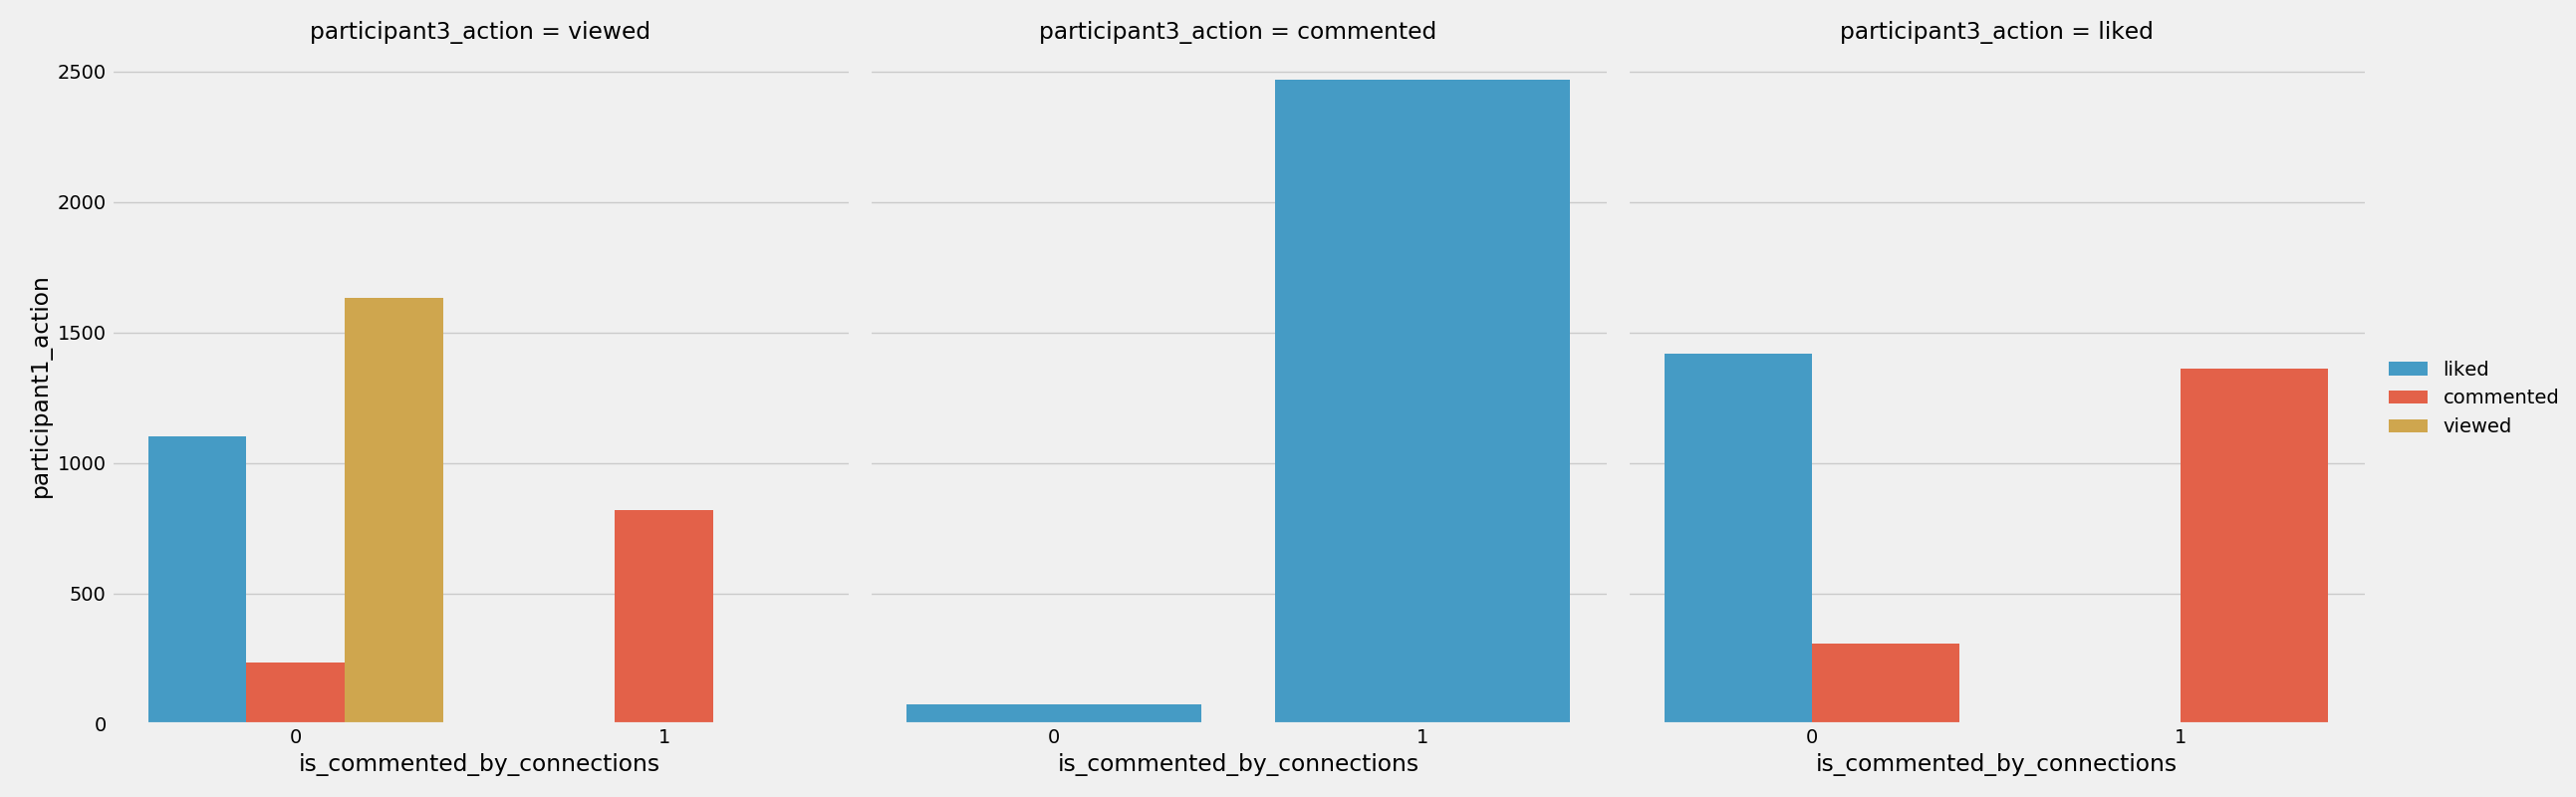 participant3_action = viewed
participant3_action = commented
participant3_action = liked
participant1_action
2500
2000
1500
1000
500
0
0 1
0 1
0 1
is_commented_by_connections
is_commented_by_connections
is_commented_by_connections
liked
commented
viewed